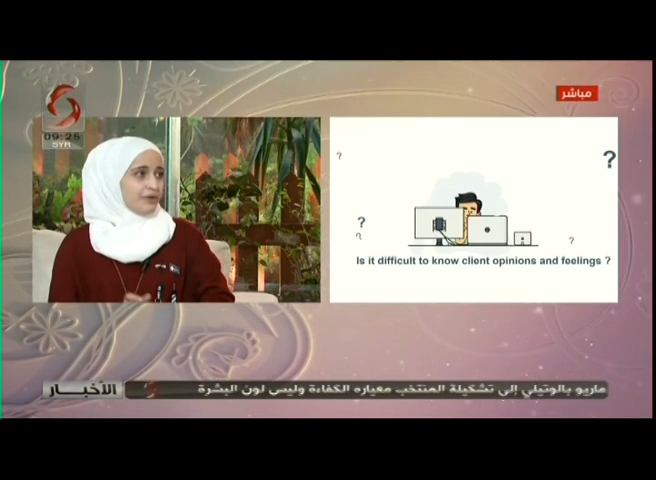 مباشر
09:25
SYR
?
?
?
?
?
Is it difficult to know client opinions and feelings ?
الأخبار
ماريو بالوتيلي إلى تشكيلة المنتخب معياره الكفاءة وليس لون البشرة